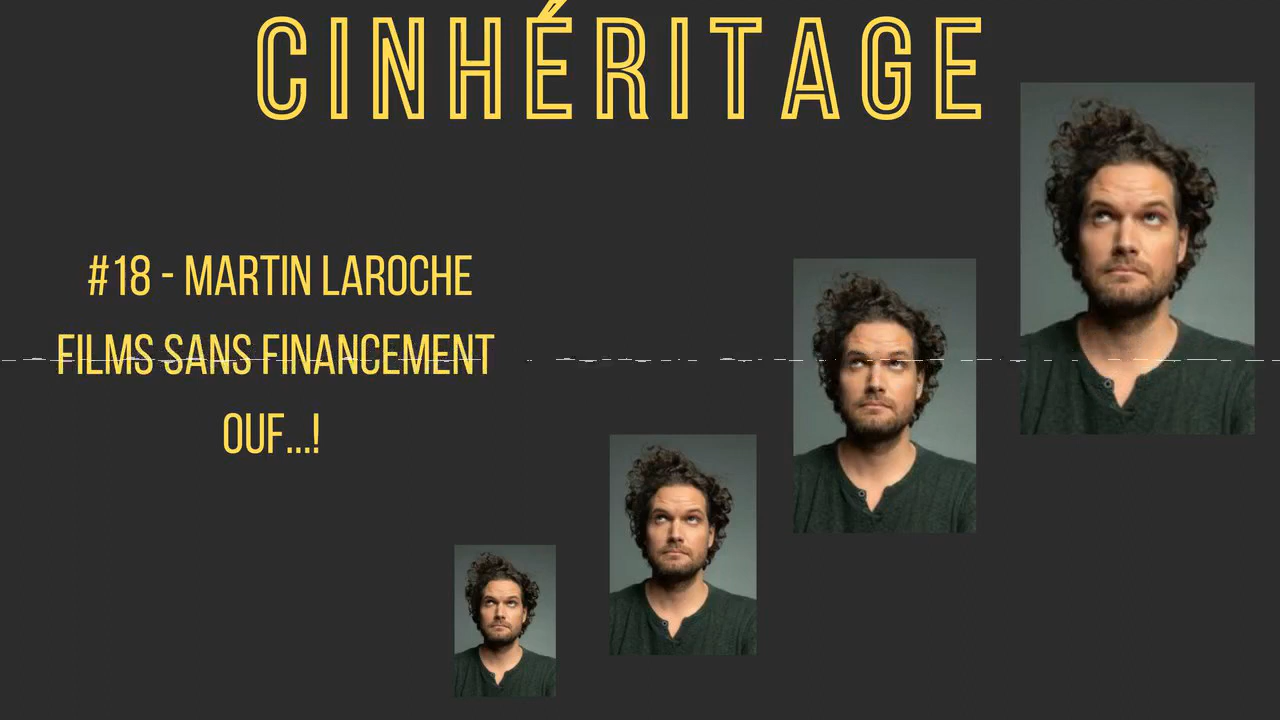 CINHÉRITAGE
#18 - MARTIN LAROCHE
FILMS SANS FINANCEMENT
OUF...!